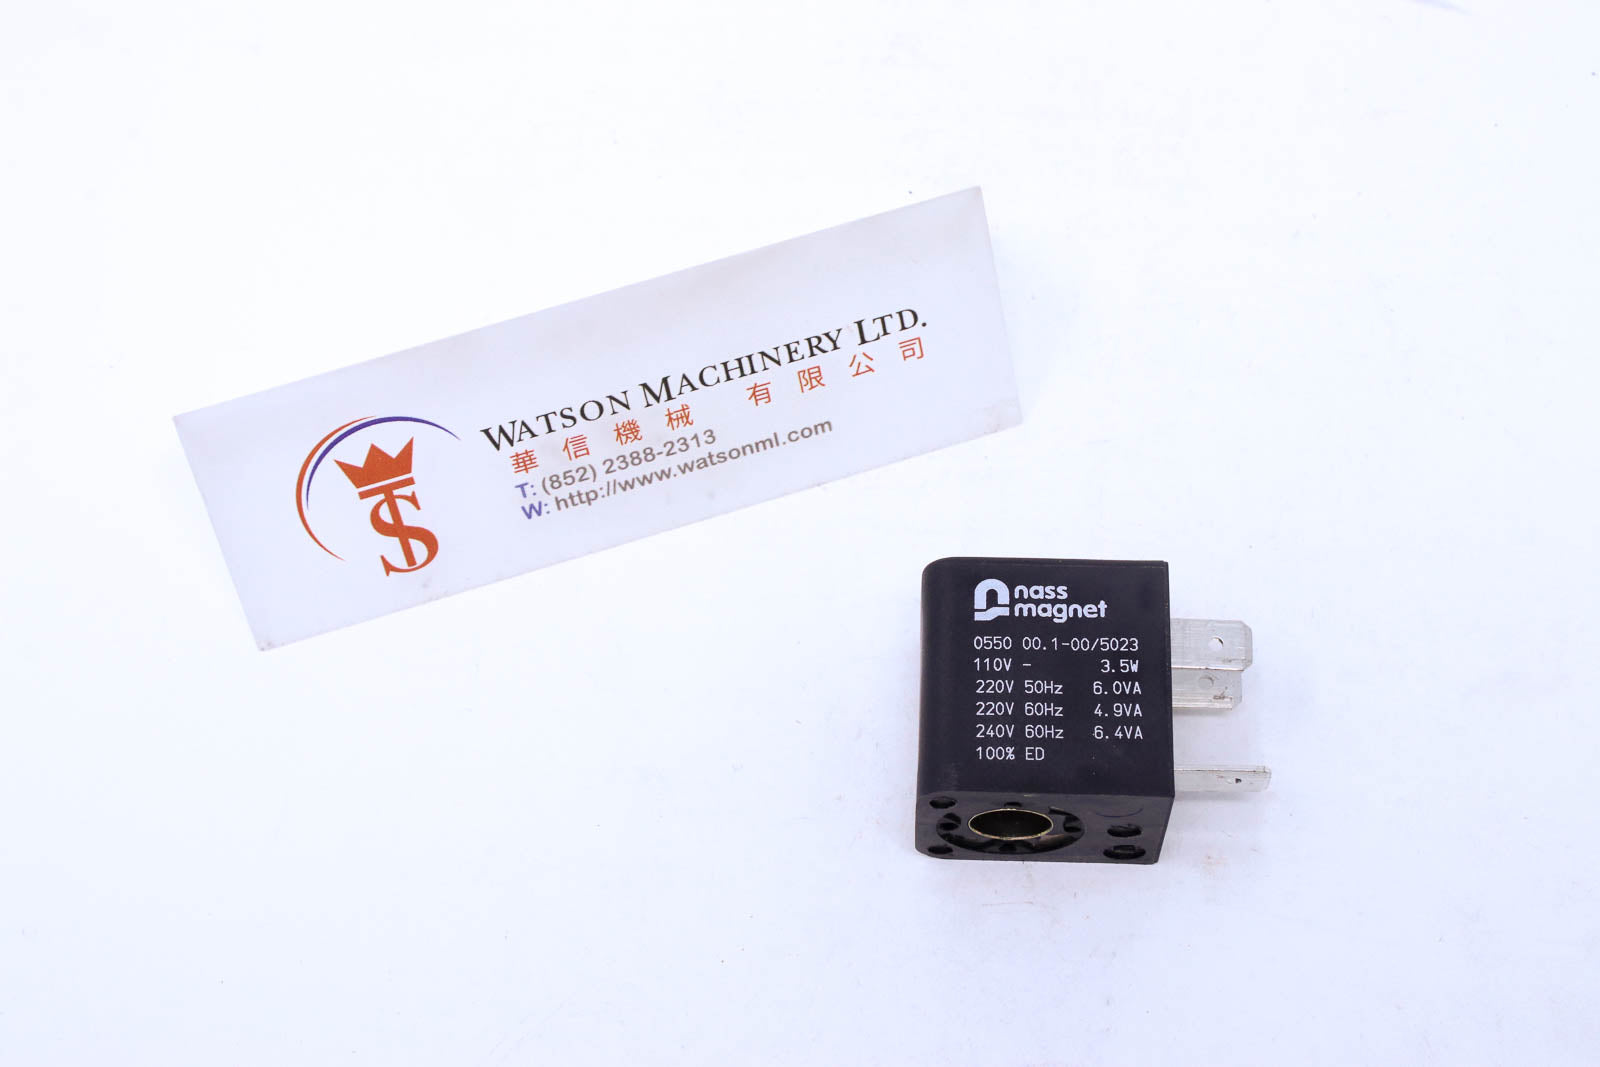 WATSON MACHINERY LTD.
華信機械 有限公司
T: (852) 2388-2313
W: http://www.watsonml.com
nass
magnet
0550 00.1-00/5023
110V - 3.5W
220V 50Hz 6.0VA
220V 60Hz 4.9VA
240V 60Hz 6.4VA
100% ED